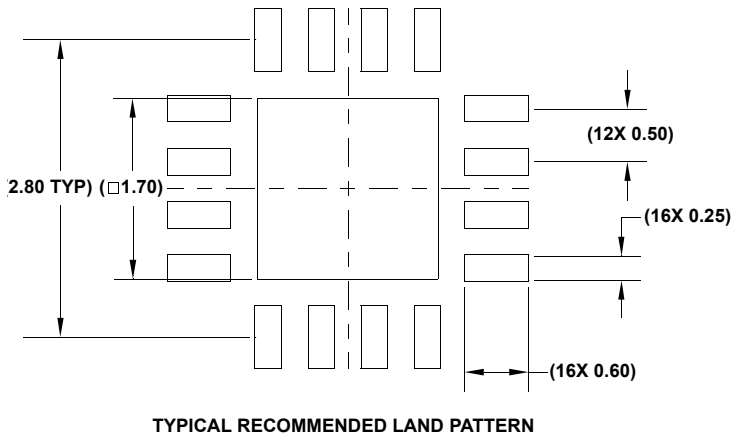 (12X 0.50)
2.80 TYP) (□1.70)
(16X 0.25)
(16X 0.60)
TYPICAL RECOMMENDED LAND PATTERN